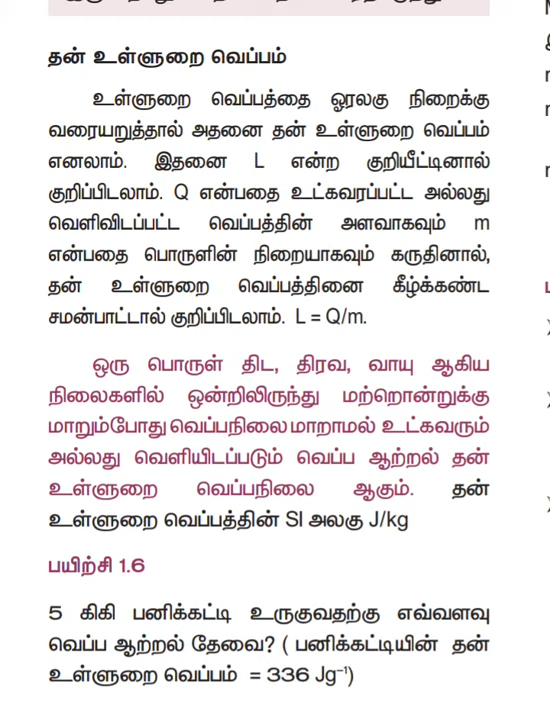 தன் உள்ளுறை வெப்பம்
உள்ளுறை வெப்பத்தை ஓரலகு நிறைக்கு
வரையறுத்தால் அதனை தன் உள்ளுறை வெப்பம்
எனலாம். இதனை L என்ற குறியீட்டினால்
குறிப்பிடலாம். Q என்பதை உட்கவரப்பட்ட அல்லது
வெளிவிடப்பட்ட வெப்பத்தின் அளவாகவும் m
என்பதை பொருளின் நிறையாகவும் கருதினால்,
தன் உள்ளுறை வெப்பத்தினை கீழ்க்கண்ட
சமன்பாட்டால் குறிப்பிடலாம். L = Q/m.
ஒரு பொருள் திட, திரவ, வாயு ஆகிய
நிலைகளில் ஒன்றிலிருந்து மற்றொன்றுக்கு
மாறும்போது வெப்பநிலை மாறாமல் உட்கவரும்
அல்லது வெளியிடப்படும் வெப்ப ஆற்றல் தன்
உள்ளுறை வெப்பநிலை ஆகும். தன்
உள்ளுறை வெப்பத்தின் SI அலகு J/kg
பயிற்சி 1.6
5 கிகி பனிக்கட்டி உருகுவதற்கு எவ்வளவு
வெப்ப ஆற்றல் தேவை? ( பனிக்கட்டியின் தன்
உள்ளுறை வெப்பம் = 336 Jg⁻¹)